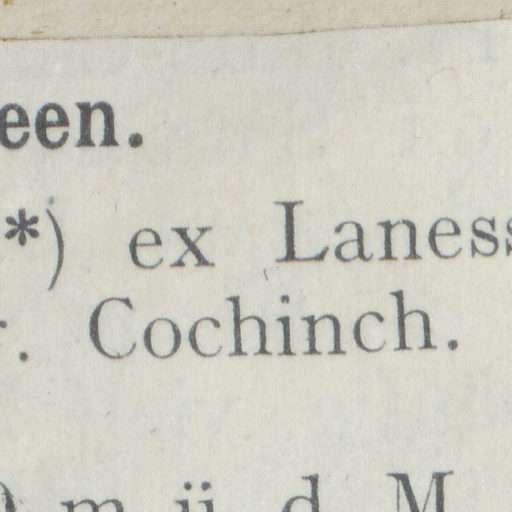 een.
*) ex Laness
r. Cochinch.
) m ü. d. M